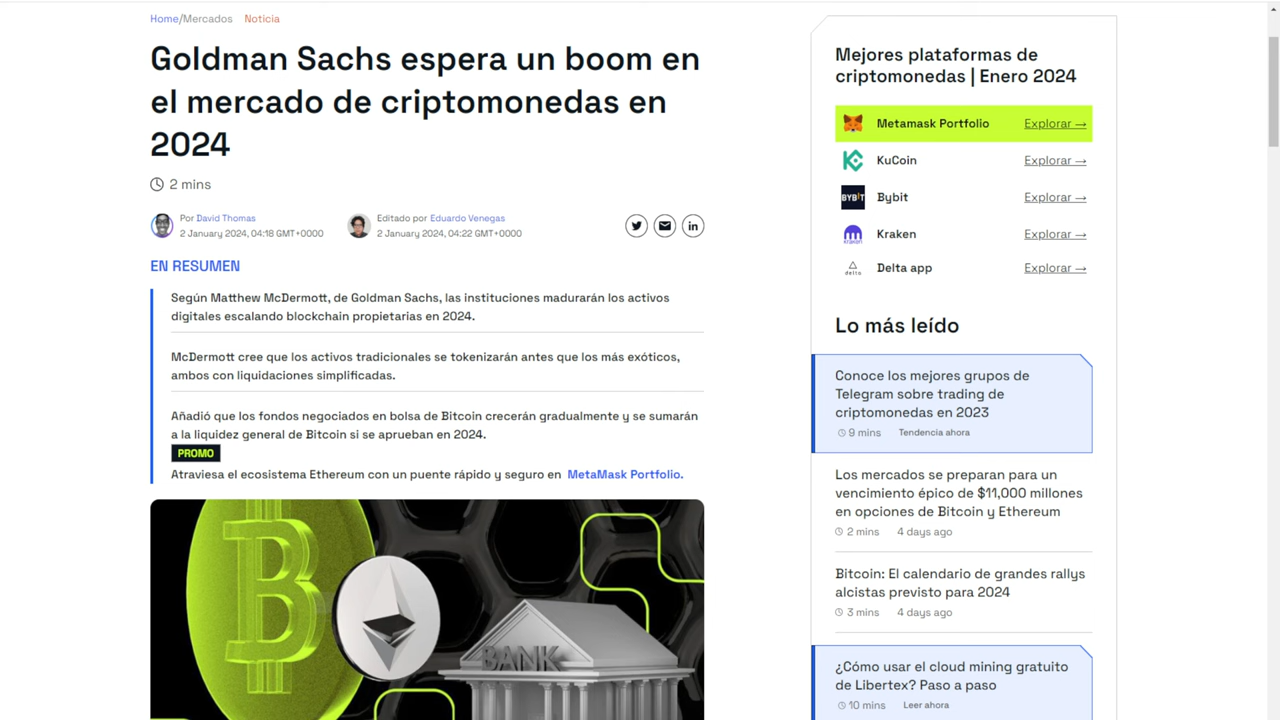 Home/Mercados Noticia
Goldman Sachs espera un boom en
el mercado de criptomonedas en
2024
2 mins
Por David Thomas
2 January 2024, 04:18 GMT+0000
Editado por Eduardo Venegas
2 January 2024, 04:22 GMT+0000
EN RESUMEN
Según Matthew McDermott, de Goldman Sachs, las instituciones madurarán los activos
digitales escalando blockchain propietarias en 2024.
McDermott cree que los activos tradicionales se tokenizarán antes que los más exóticos,
ambos con liquidaciones simplificadas.
Añadió que los fondos negociados en bolsa de Bitcoin crecerán gradualmente y se sumarán
a la liquidez general de Bitcoin si se aprueban en 2024.
PROMO
Atraviesa el ecosistema Ethereum con un puente rápido y seguro en MetaMask Portfolio.
BANK
Mejores plataformas de
criptomonedas | Enero 2024
Metamask Portfolio Explorar →
KuCoin Explorar →
BYBIT Bybit Explorar →
Kraken Explorar →
delta Delta app Explorar →
Lo más leído
Conoce los mejores grupos de
Telegram sobre trading de
criptomonedas en 2023
9 mins Tendencia ahora
Los mercados se preparan para un
vencimiento épico de $11,000 millones
en opciones de Bitcoin y Ethereum
2 mins 4 days ago
Bitcoin: El calendario de grandes rallys
alcistas previsto para 2024
3 mins 4 days ago
¿Cómo usar el cloud mining gratuito
de Libertex? Paso a paso
10 mins Leer ahora